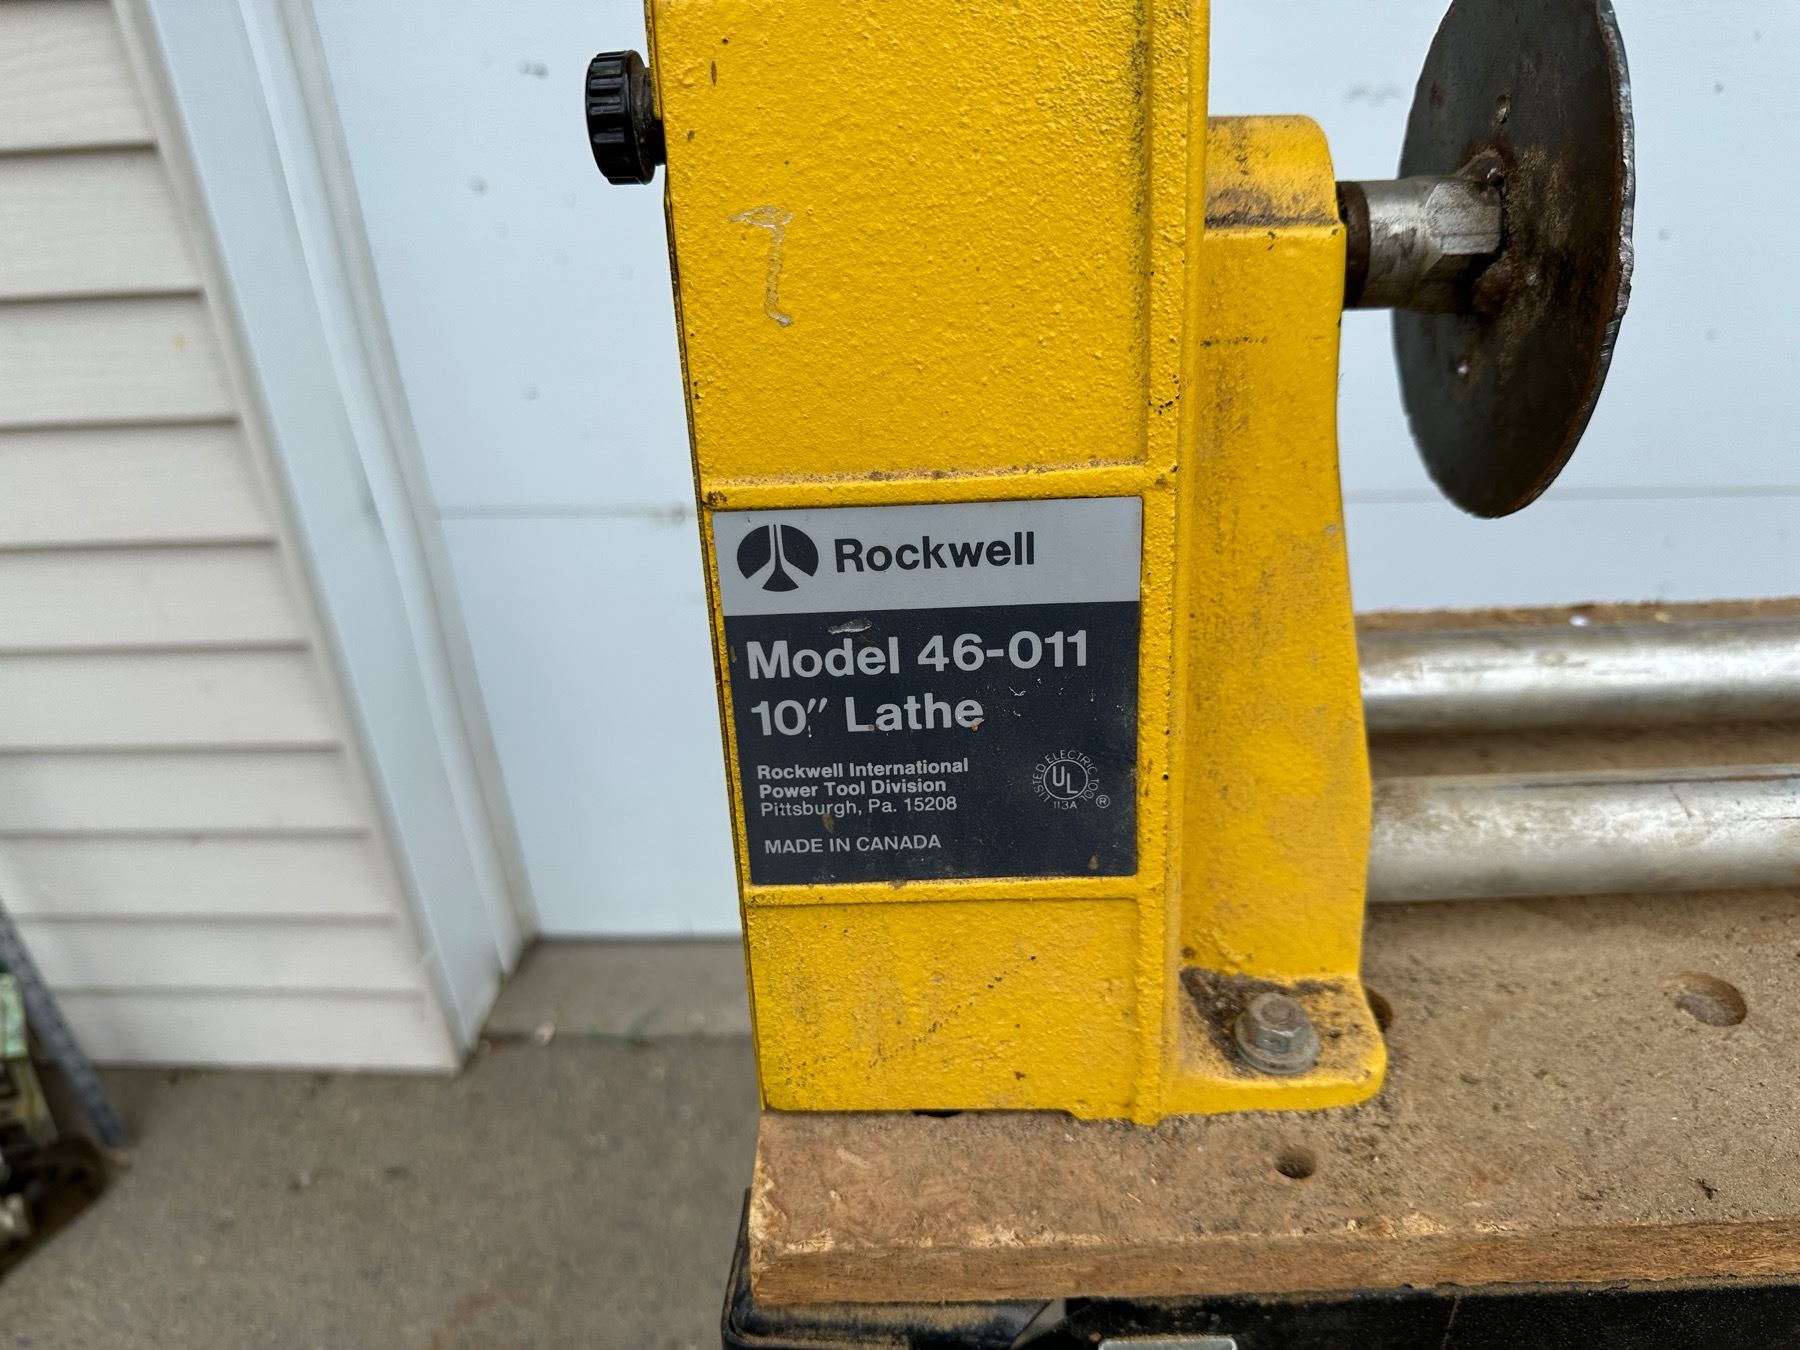 Rockwell
Model 46-011
10" Lathe
Rockwell International
Power Tool Division
Pittsburgh, Pa. 15208
MADE IN CANADA
LISTED ELECTRIC TOOL
UL
113A
®